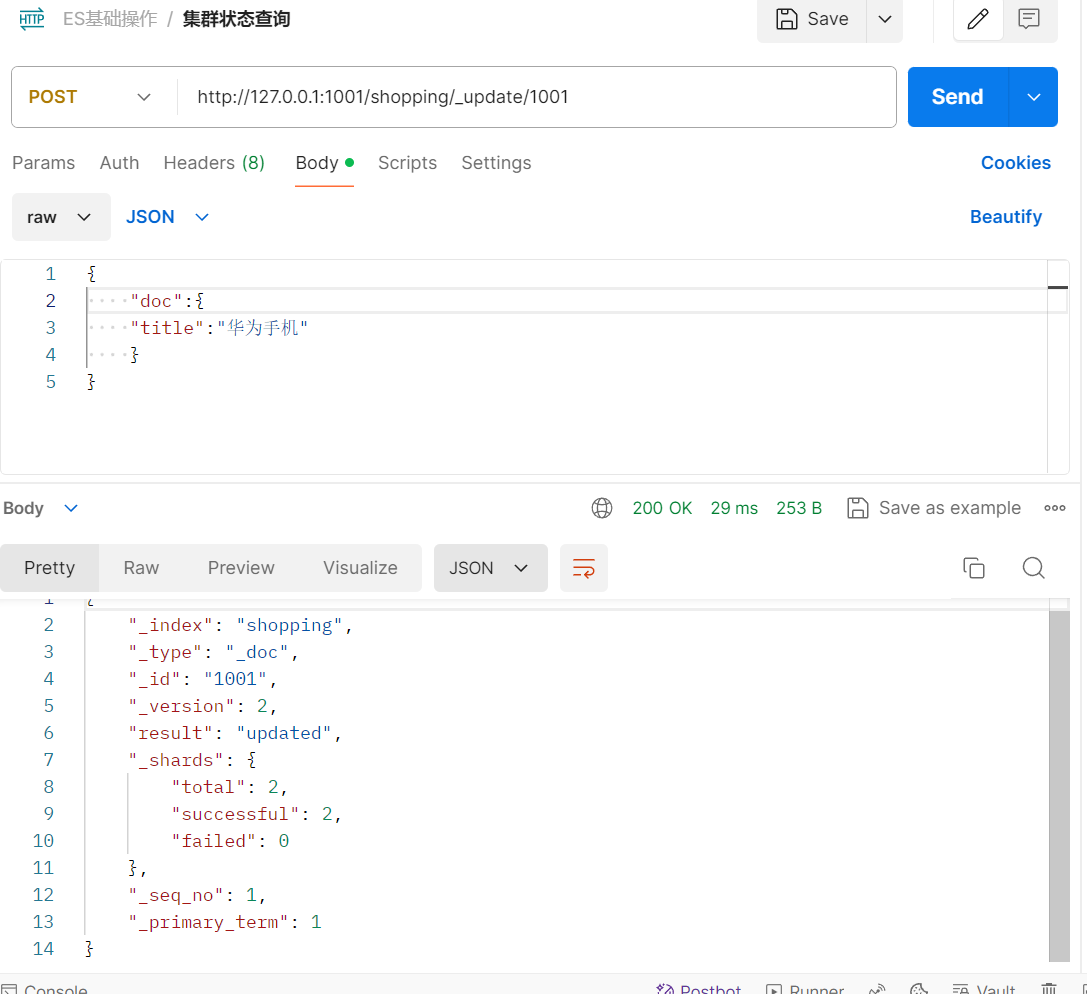 HTTP ES基础操作 / 集群状态查询 Save
POST http://127.0.0.1:1001/shopping/_update/1001 Send
Params Auth Headers (8) Body Scripts Settings Cookies
raw JSON Beautify
1 {
2 "doc":{
3 "title":"华为手机"
4 }
5 }
Body 200 OK 29 ms 253 B Save as example
Pretty Raw Preview Visualize JSON
1 {
2 "_index": "shopping",
3 "_type": "_doc",
4 "_id": "1001",
5 "_version": 2,
6 "result": "updated",
7 "_shards": {
8 "total": 2,
9 "successful": 2,
10 "failed": 0
11 },
12 "_seq_no": 1,
13 "_primary_term": 1
14 }
Console Postbot Runner Vault